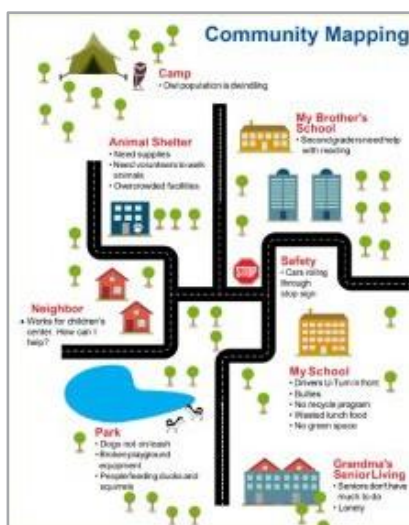 Community Mapping
Camp
• Owl population is dwindling
My Brother's
School
• Second graders need help
with reading
Animal Shelter
• Need supplies
• Need volunteers to walk
animals
• Overcrowded facilities
STOP
Safety
• Cars rolling
through
stop sign
Neighbor
• Works for children's
center. How can I
help?
My School
• Drivers U-Turn in front
• Bullies
• No recycle program
• Wasted lunch food
• No green space
Park
• Dogs not on leash
• Broken playground
equipment
• People feeding ducks and
squirrels
Grandma's
Senior Living
• Seniors don't have
much to do
• Lonely